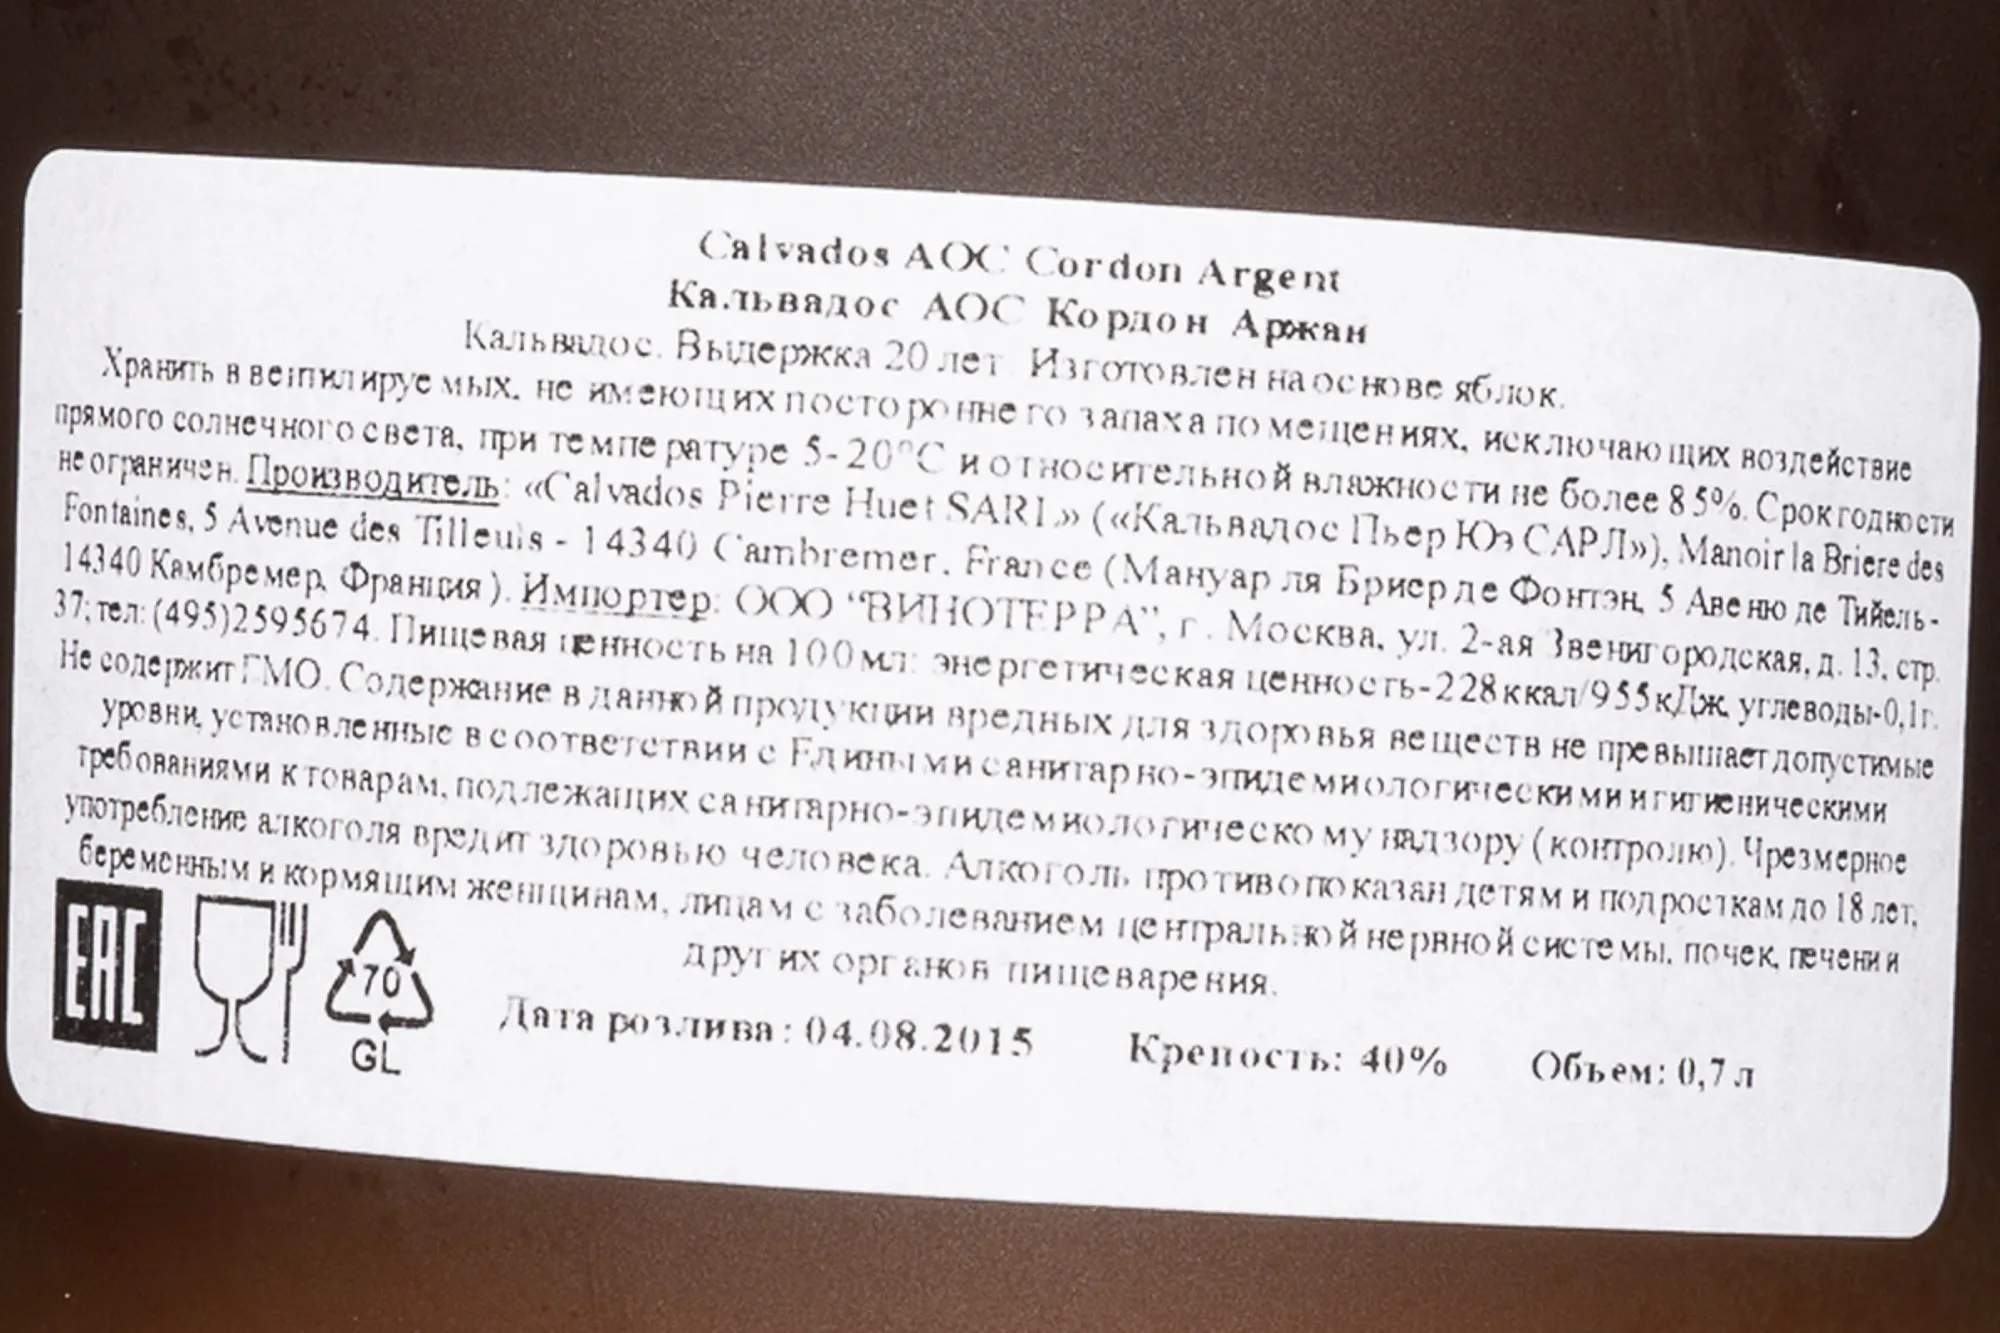 Calvados AOC Cordon Argent
Кальвадос АОС Кордон Аржан
Кальвадос. Выдержка 20 лет. Изготовлен на основе яблок.
Хранить в вентилируемых, не имеющих постороннего запаха помещениях, исключающих воздействие
прямого солнечного света, при температуре 5-20°C и относительной влажности не более 85%. Срок годности
не ограничен. Производитель: «Calvados Pierre Huet SARL» («Кальвадос Пьер Юэ САРЛ»), Manoir la Briere des
Fontaines, 5 Avenue des Tilleuls - 14340 Cambremer, France (Мануар ля Бриер де Фонтэн, 5 Авеню де Тийель-
14340 Камбремер, Франция). Импортер: ООО "ВИНОТЕРРА", г. Москва, ул. 2-ая Звенигородская, д. 13, стр.
37; тел: (495)2595674. Пищевая ценность на 100 мл: энергетическая ценность-228ккал/955кДж, углеводы-0,1г.
Не содержит ГМО. Содержание в данной продукции вредных для здоровья веществ не превышает допустимые
уровни, установленные в соответствии с Едиными санитарно-эпидемиологическими и гигиеническими
требованиями к товарам, подлежащих санитарно-эпидемиологическому надзору (контролю). Чрезмерное
употребление алкоголя вредит здоровью человека. Алкоголь противопоказан детям и подросткам до 18 лет,
беременным и кормящим женщинам, лицам с заболеванием центральной нервной системы, почек, печени и
других органов пищеварения.
EAC
70
GL
Дата розлива: 04.08.2015 Крепость: 40% Объем: 0,7 л